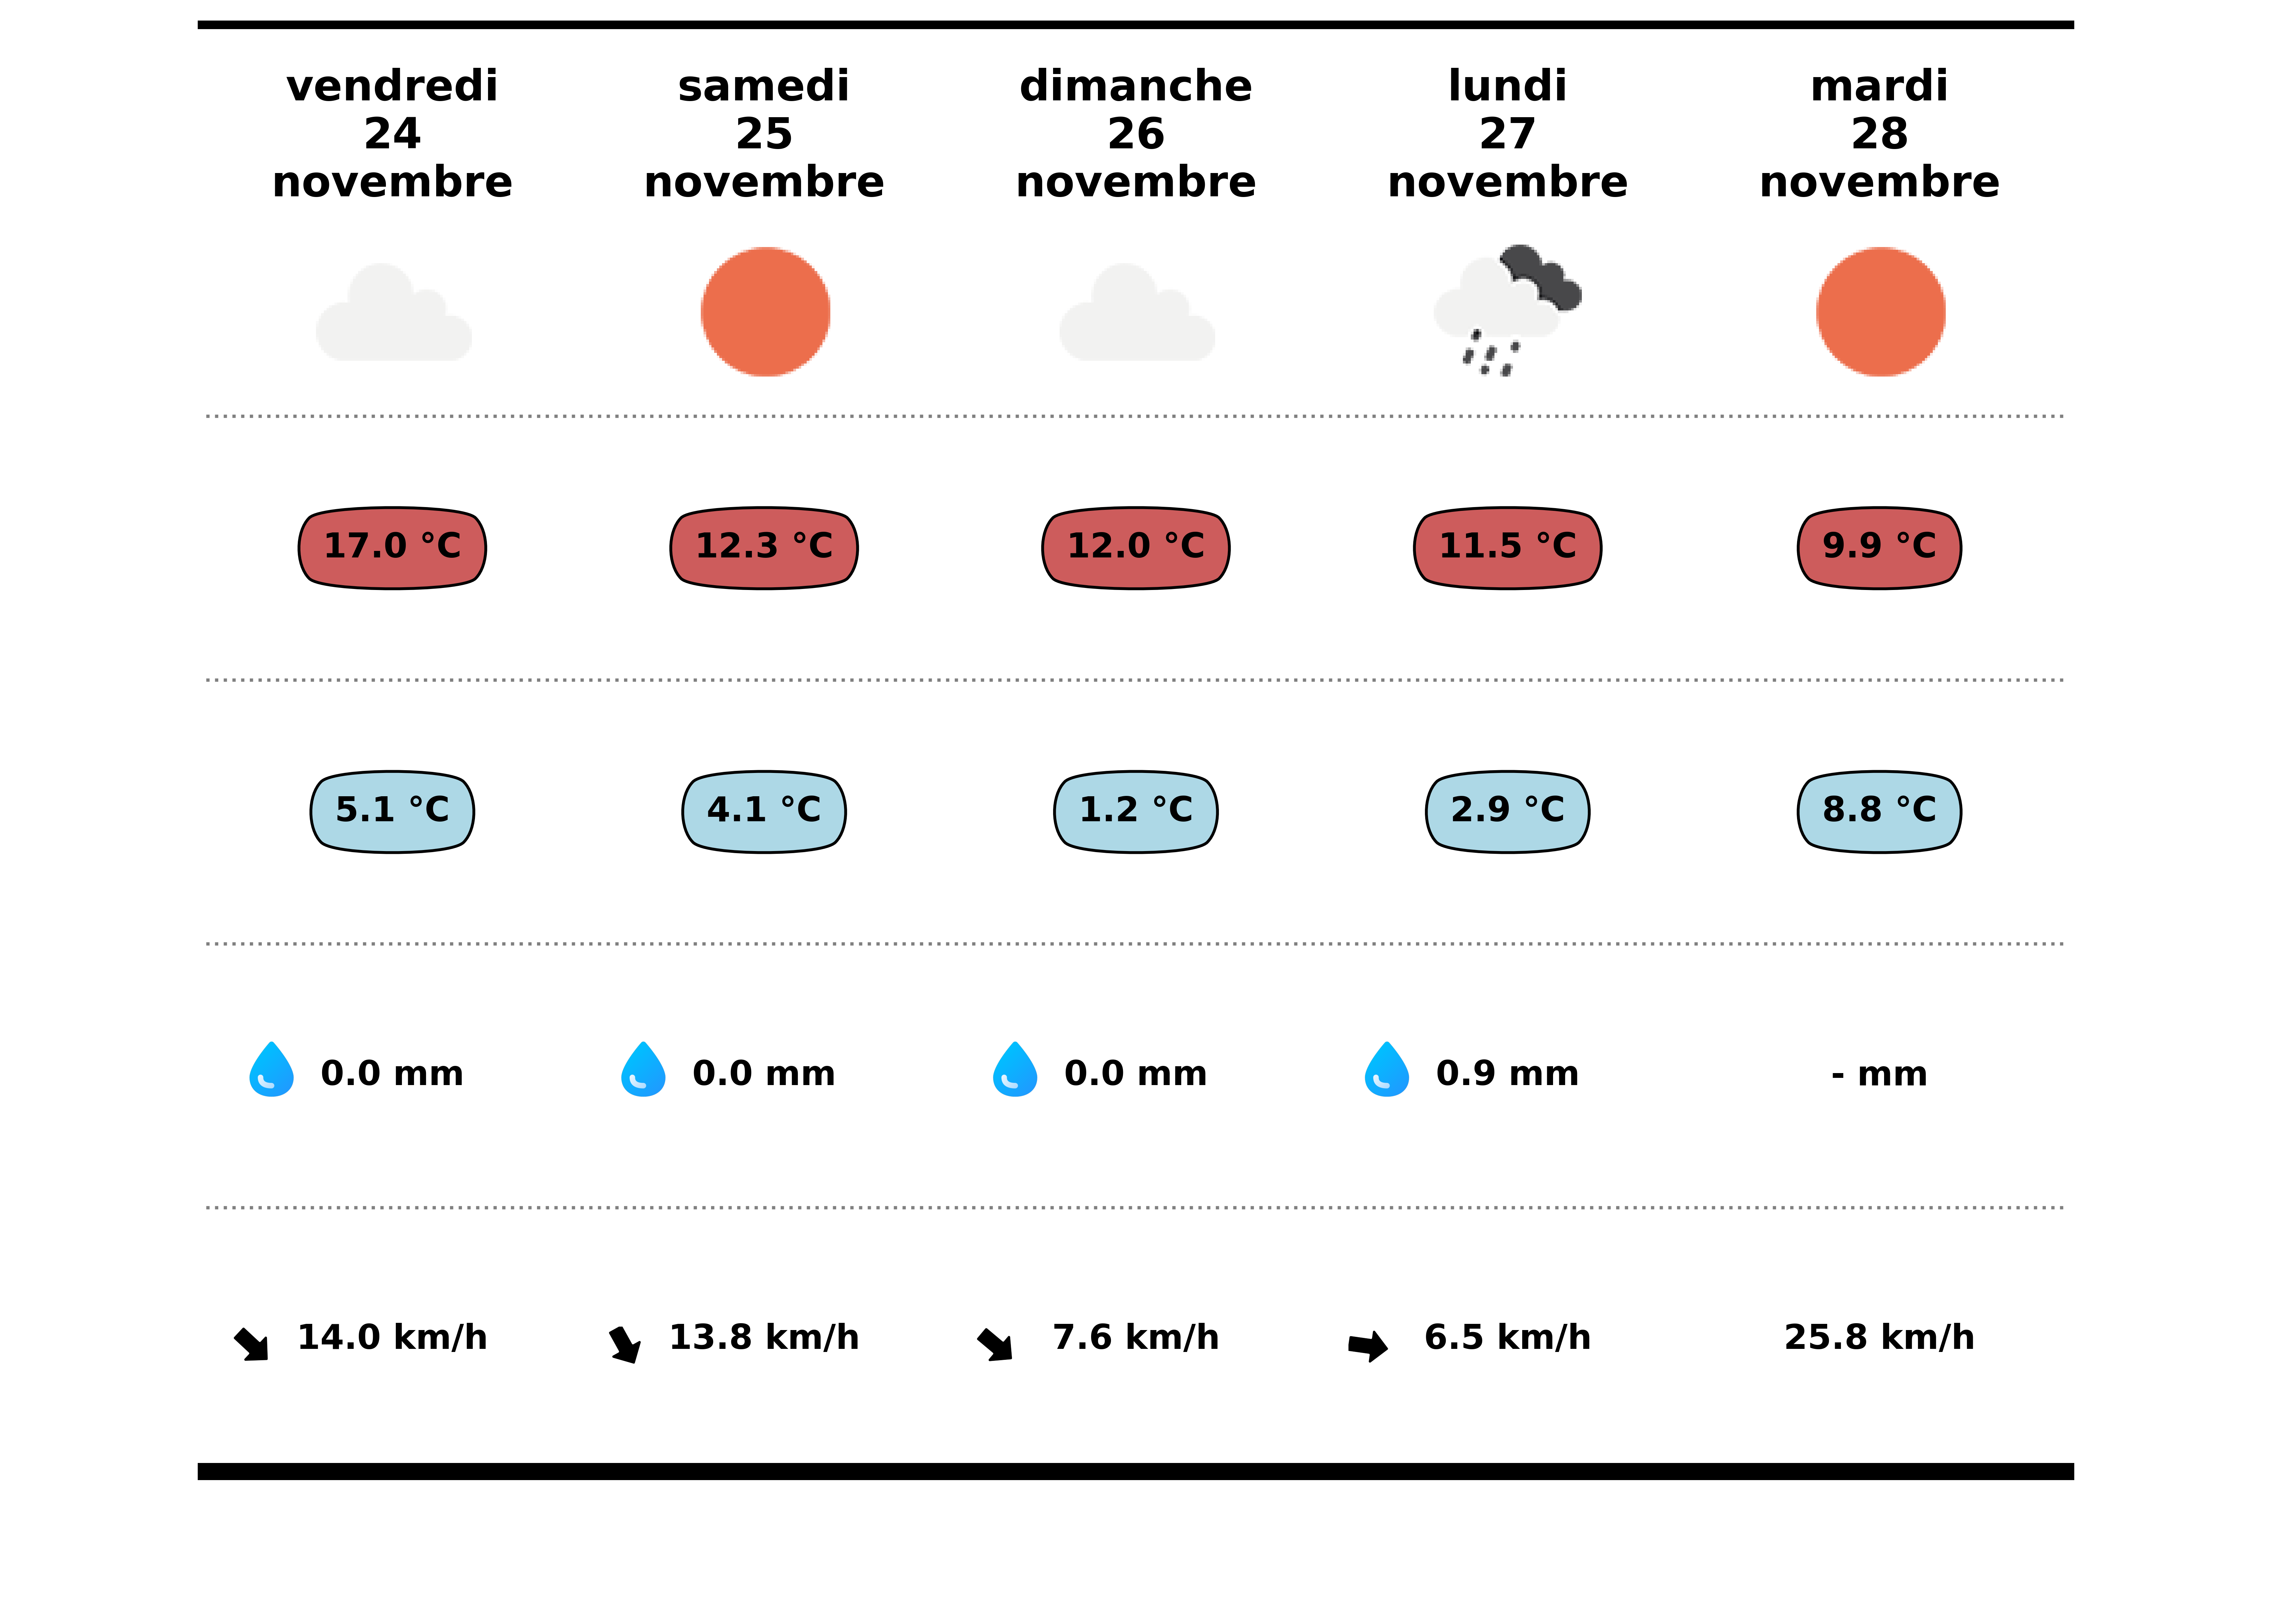 vendredi
24
novembre
samedi
25
novembre
dimanche
26
novembre
lundi
27
novembre
mardi
28
novembre
17.0 °C
12.3 °C
12.0 °C
11.5 °C
9.9 °C
5.1 °C
4.1 °C
1.2 °C
2.9 °C
8.8 °C
0.0 mm
0.0 mm
0.0 mm
0.9 mm
- mm
14.0 km/h
13.8 km/h
7.6 km/h
6.5 km/h
25.8 km/h